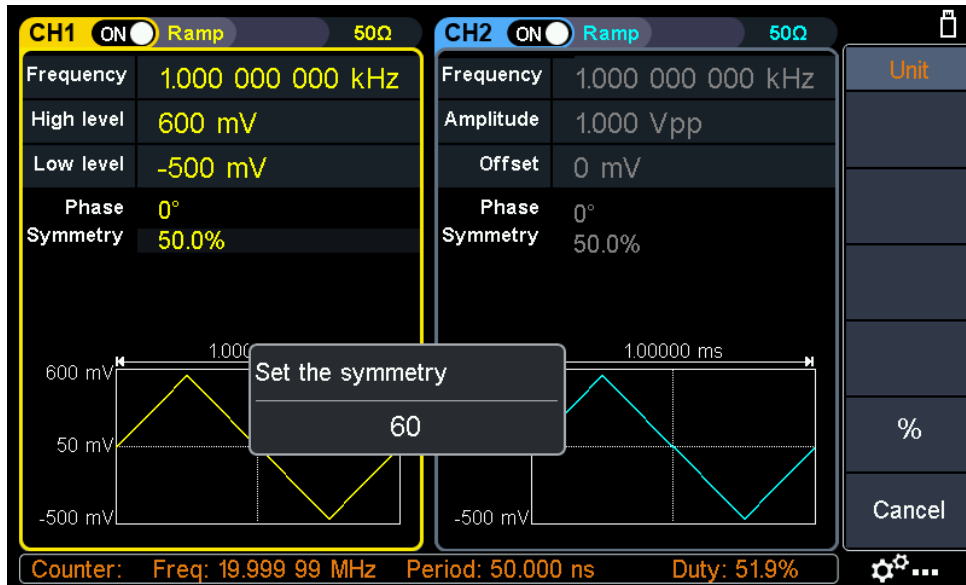 CH1 ON Ramp 50Ω
Frequency 1.000 000 000 kHz
High level 600 mV
Low level -500 mV
Phase 0°
Symmetry 50.0%
600 mV
50 mV
-500 mV
1.000
CH2 ON Ramp 50Ω
Frequency 1.000 000 000 kHz
Amplitude 1.000 Vpp
Offset 0 mV
Phase 0°
Symmetry 50.0%
1.00000 ms
-500 mV
Set the symmetry
60
Unit
%
Cancel
Counter: Freq: 19.999 99 MHz Period: 50.000 ns Duty: 51.9%